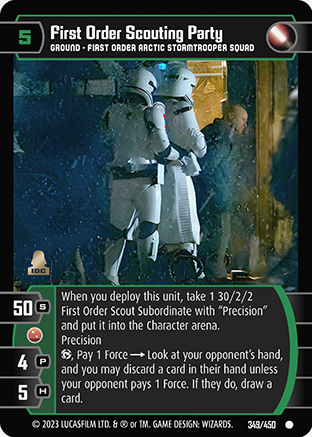 5 First Order Scouting Party
GROUND • FIRST ORDER ARCTIC STORMTROOPER SQUAD
IDC
50 S
4 P
5 H
When you deploy this unit, take 1 30/2/2
First Order Scout Subordinate with “Precision”
and put it into the Character arena.
Precision
, Pay 1 Force → Look at your opponent's hand,
and you may discard a card in their hand unless
your opponent pays 1 Force. If they do, draw a
card.
© 2023 LUCASFILM LTD. & ® or TM. GAME DESIGN: WIZARDS. 349/450